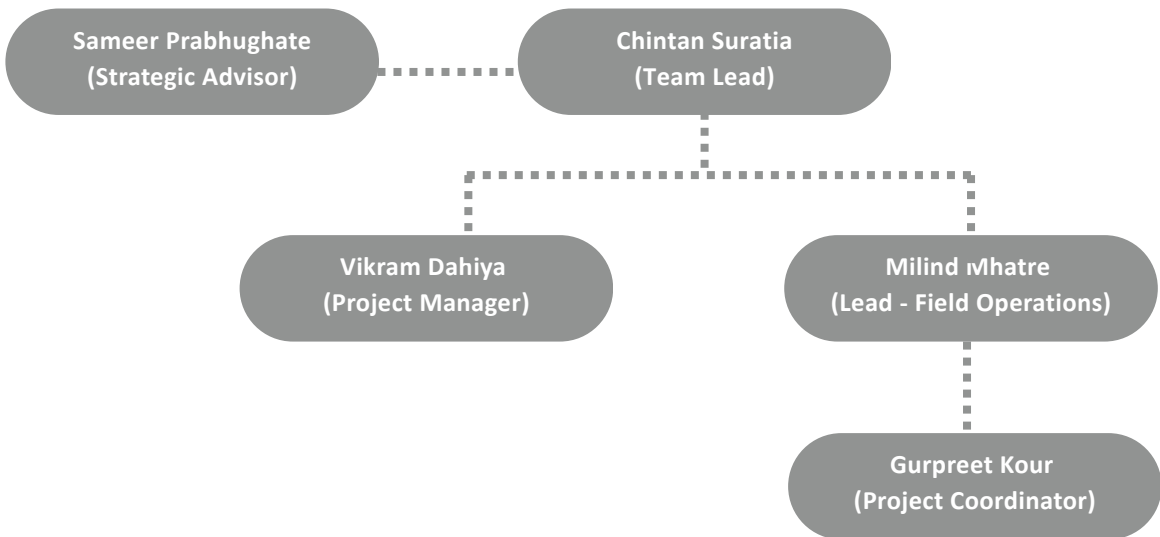 Sameer Prabhughate
(Strategic Advisor)
Chintan Suratia
(Team Lead)
Vikram Dahiya
(Project Manager)
Milind Mhatre
(Lead - Field Operations)
Gurpreet Kour
(Project Coordinator)